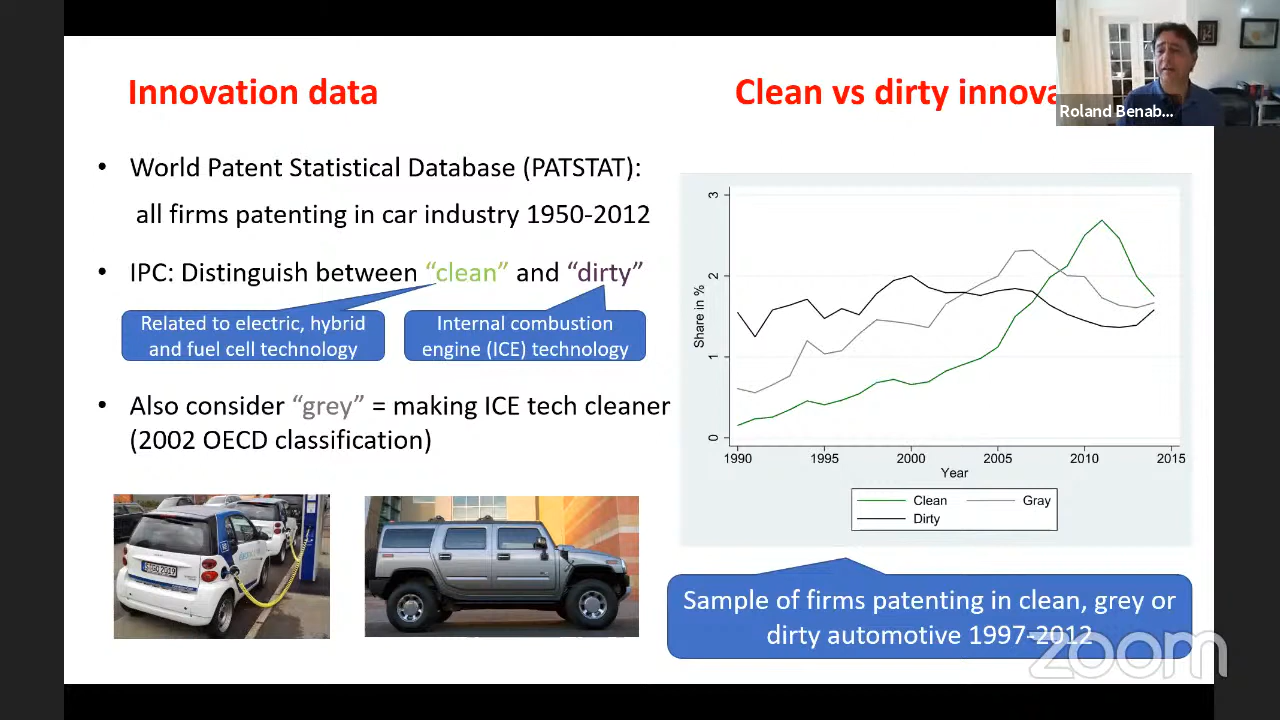 Innovation data
• World Patent Statistical Database (PATSTAT):
all firms patenting in car industry 1950-2012
• IPC: Distinguish between “clean” and “dirty”
Related to electric, hybrid
and fuel cell technology
Internal combustion
engine (ICE) technology
• Also consider “grey” = making ICE tech cleaner
(2002 OECD classification)
Clean vs dirty innova
Roland Benab...
3
2
1
0
Share in %
1990 1995 2000 2005 2010 2015
Year
Clean Gray
Dirty
Sample of firms patenting in clean, grey or
dirty automotive 1997-2012
zoom